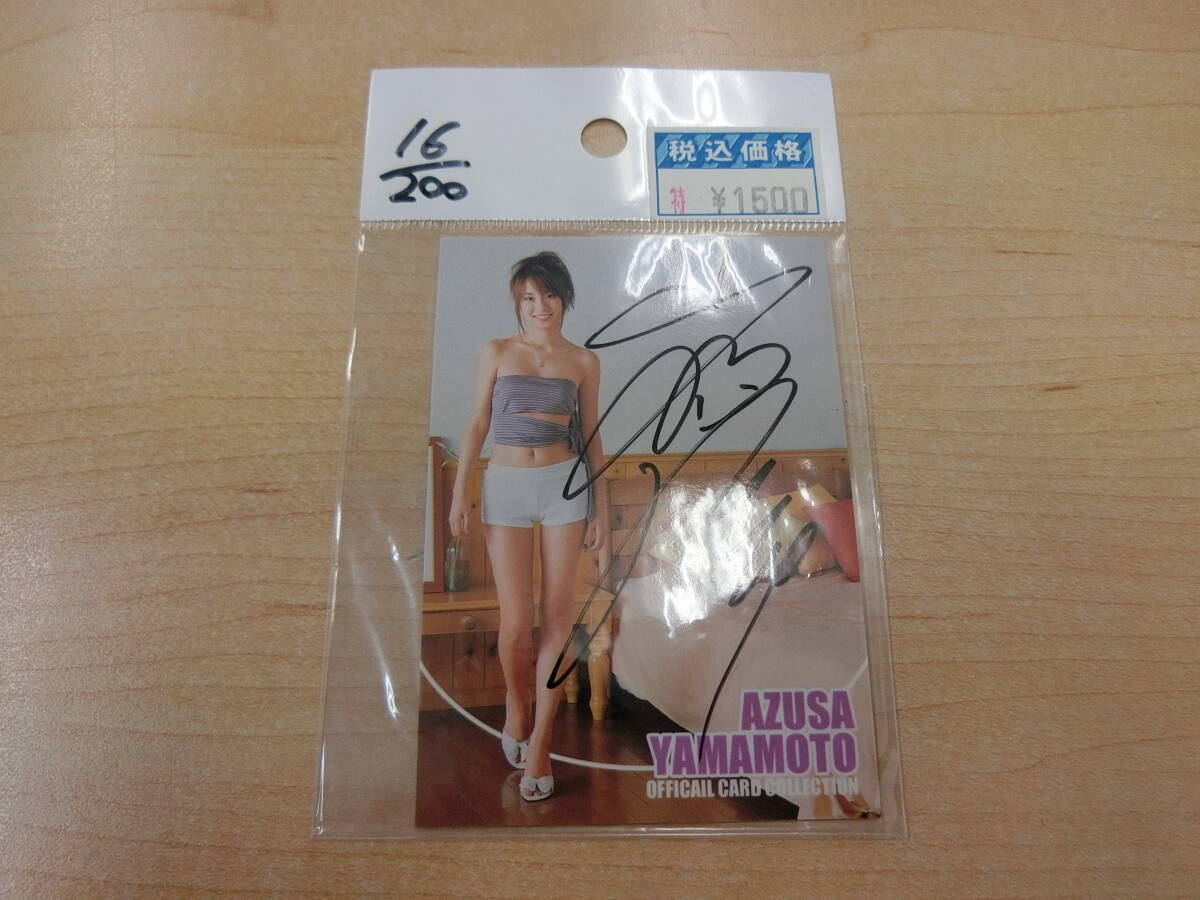 16
200
税込価格
特 ¥1500
AZUSA
YAMAMOTO
OFFICAIL CARD COLLECTION